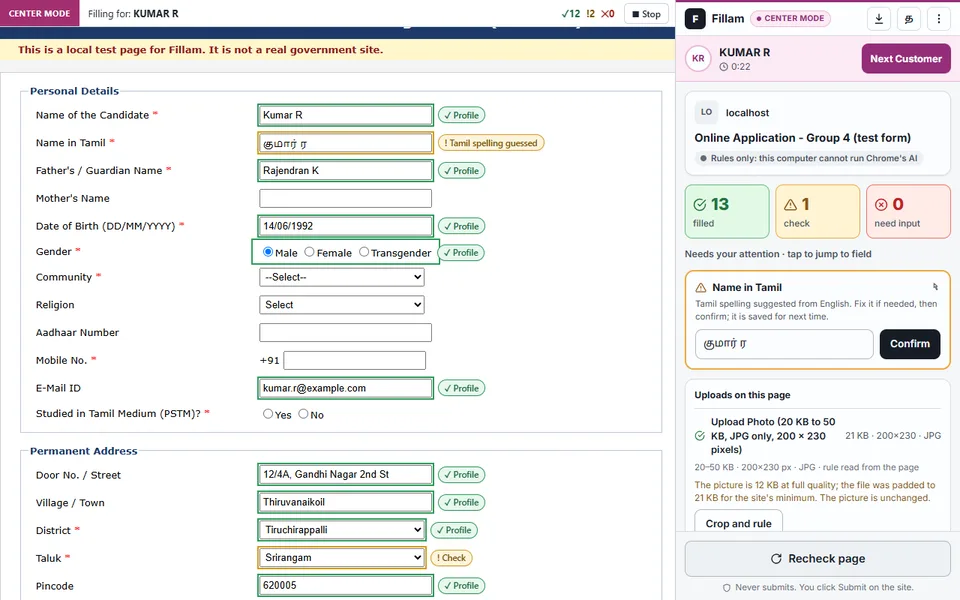 CENTER MODE
Filling for: KUMAR R
✓12 !2 ✕0
■ Stop
This is a local test page for Fillam. It is not a real government site.
Personal Details
Name of the Candidate *
Kumar R
✓ Profile
Name in Tamil *
குமார் ர
! Tamil spelling guessed
Father's / Guardian Name *
Rajendran K
✓ Profile
Mother's Name
Date of Birth (DD/MM/YYYY) *
14/06/1992
✓ Profile
Gender *
Male Female Transgender
✓ Profile
Community *
--Select--
Religion
Select
Aadhaar Number
Mobile No. *
+91
E-Mail ID
kumar.r@example.com
✓ Profile
Studied in Tamil Medium (PSTM)? *
Yes No
Permanent Address
Door No. / Street
12/4A, Gandhi Nagar 2nd St
✓ Profile
Village / Town
Thiruvanaikoil
✓ Profile
District *
Tiruchirappalli
✓ Profile
Taluk *
Srirangam
! Check
Pincode
620005
✓ Profile
F
Fillam
CENTER MODE
த
KR
KUMAR R
0:22
Next Customer
LO
localhost
Online Application - Group 4 (test form)
Rules only: this computer cannot run Chrome's AI
13
filled
1
check
0
need input
Needs your attention · tap to jump to field
Name in Tamil
Tamil spelling suggested from English. Fix it if needed, then
confirm; it is saved for next time.
குமார் ர
Confirm
Uploads on this page
Upload Photo (20 KB to 50
KB, JPG only, 200 × 230
pixels)
21 KB · 200×230 · JPG
20–50 KB · 200×230 px · JPG · rule read from the page
The picture is 12 KB at full quality; the file was padded to
21 KB for the site's minimum. The picture is unchanged.
Crop and rule
Recheck page
Never submits. You click Submit on the site.